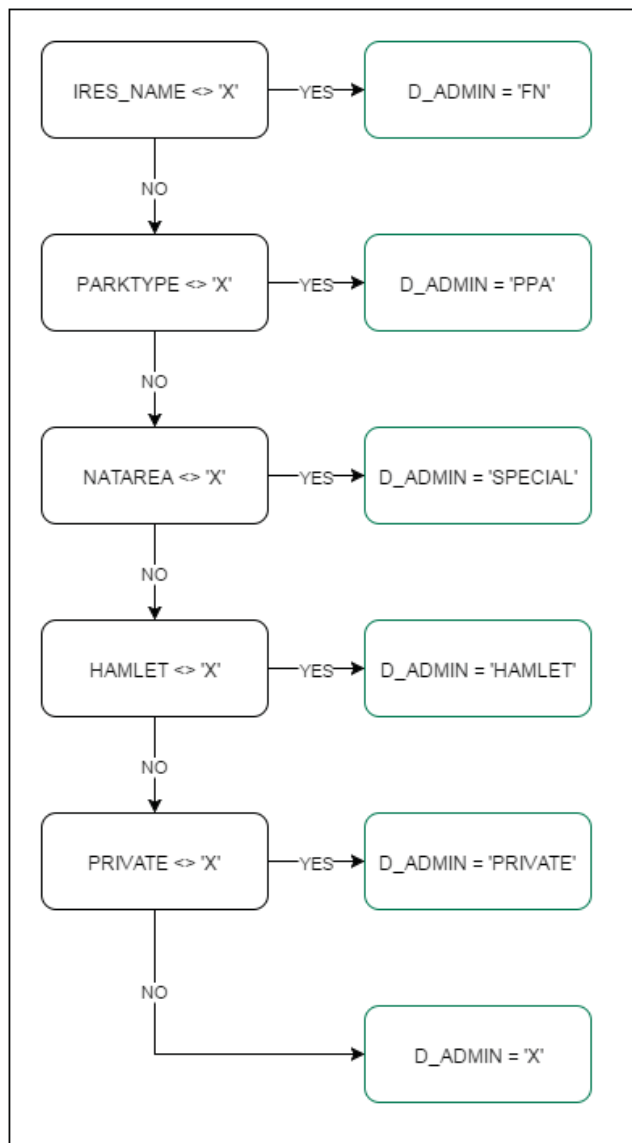 IRES_NAME <> 'X'
YES
D_ADMIN = 'FN'
NO
PARKTYPE <> 'X'
YES
D_ADMIN = 'PPA'
NO
NATAREA <> 'X'
YES
D_ADMIN = 'SPECIAL'
NO
HAMLET <> 'X'
YES
D_ADMIN = 'HAMLET'
NO
PRIVATE <> 'X'
YES
D_ADMIN = 'PRIVATE'
NO
D_ADMIN = 'X'